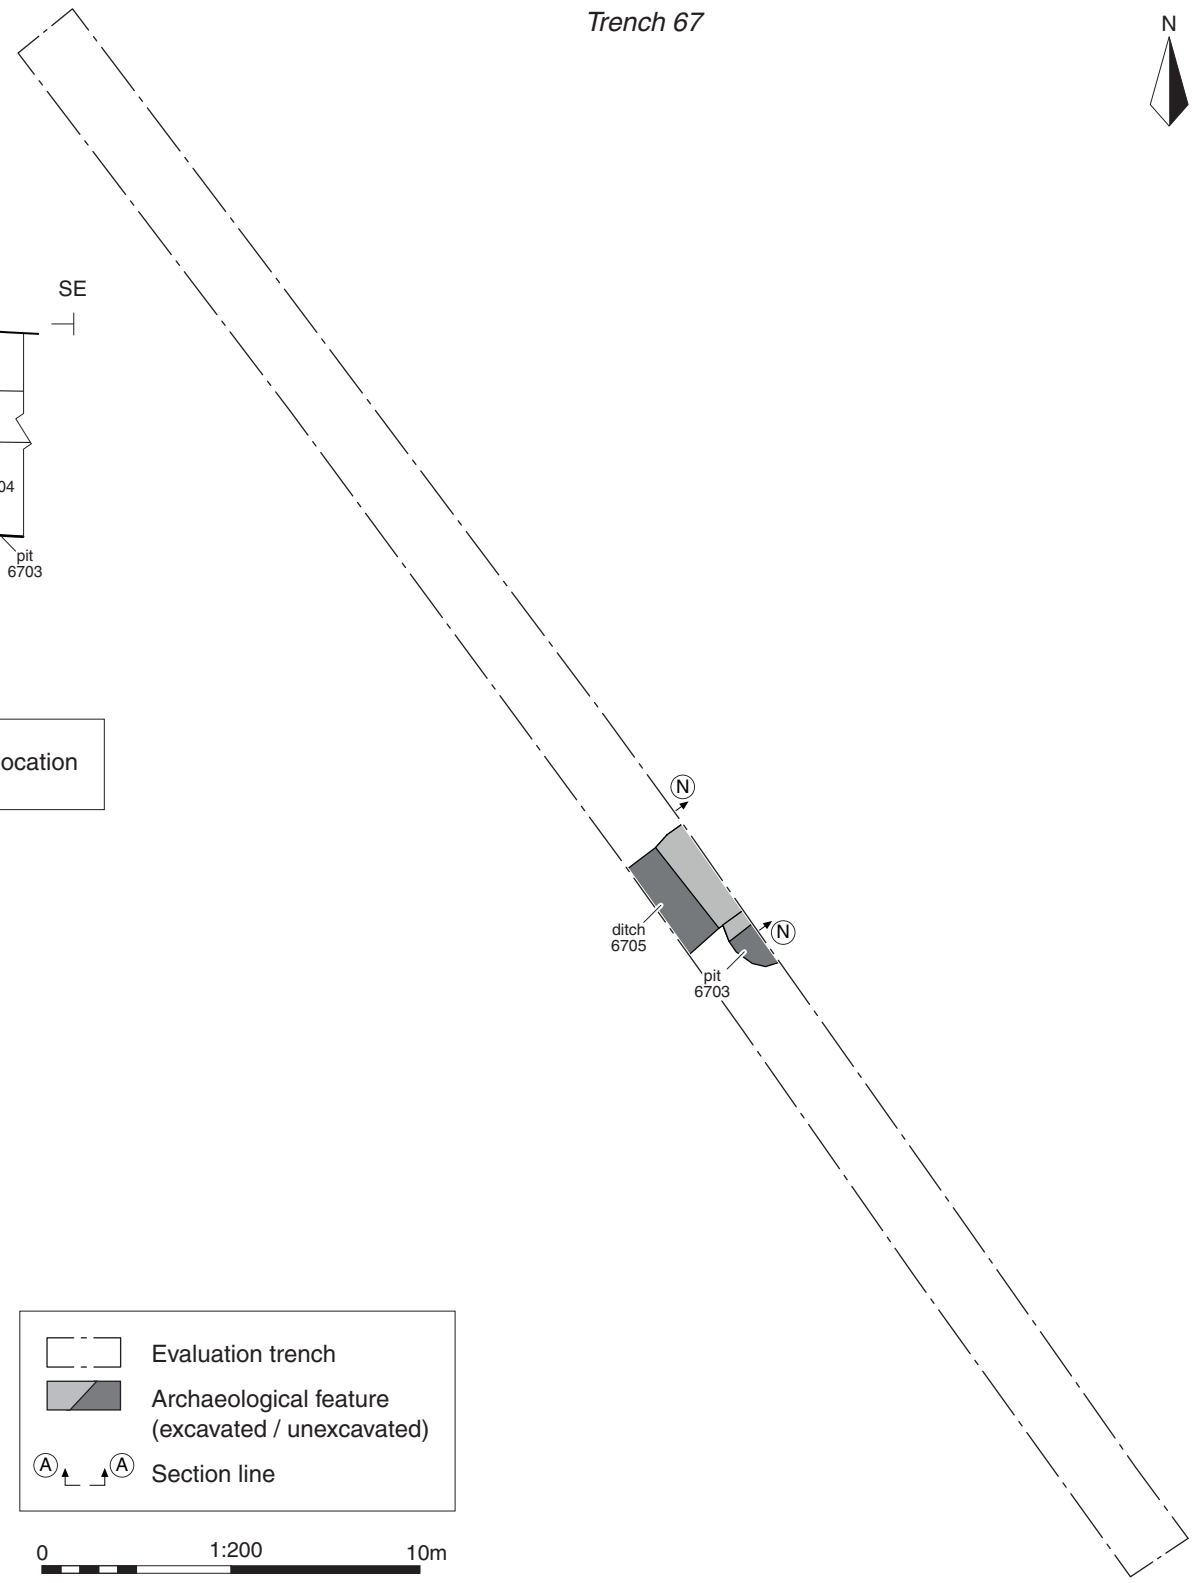 Trench 67
N
SE
04
pit
6703
ocation
N
N
ditch
6705
pit
6703
Evaluation trench
Archaeological feature
(excavated / unexcavated)
A A Section line
0 1:200 10m